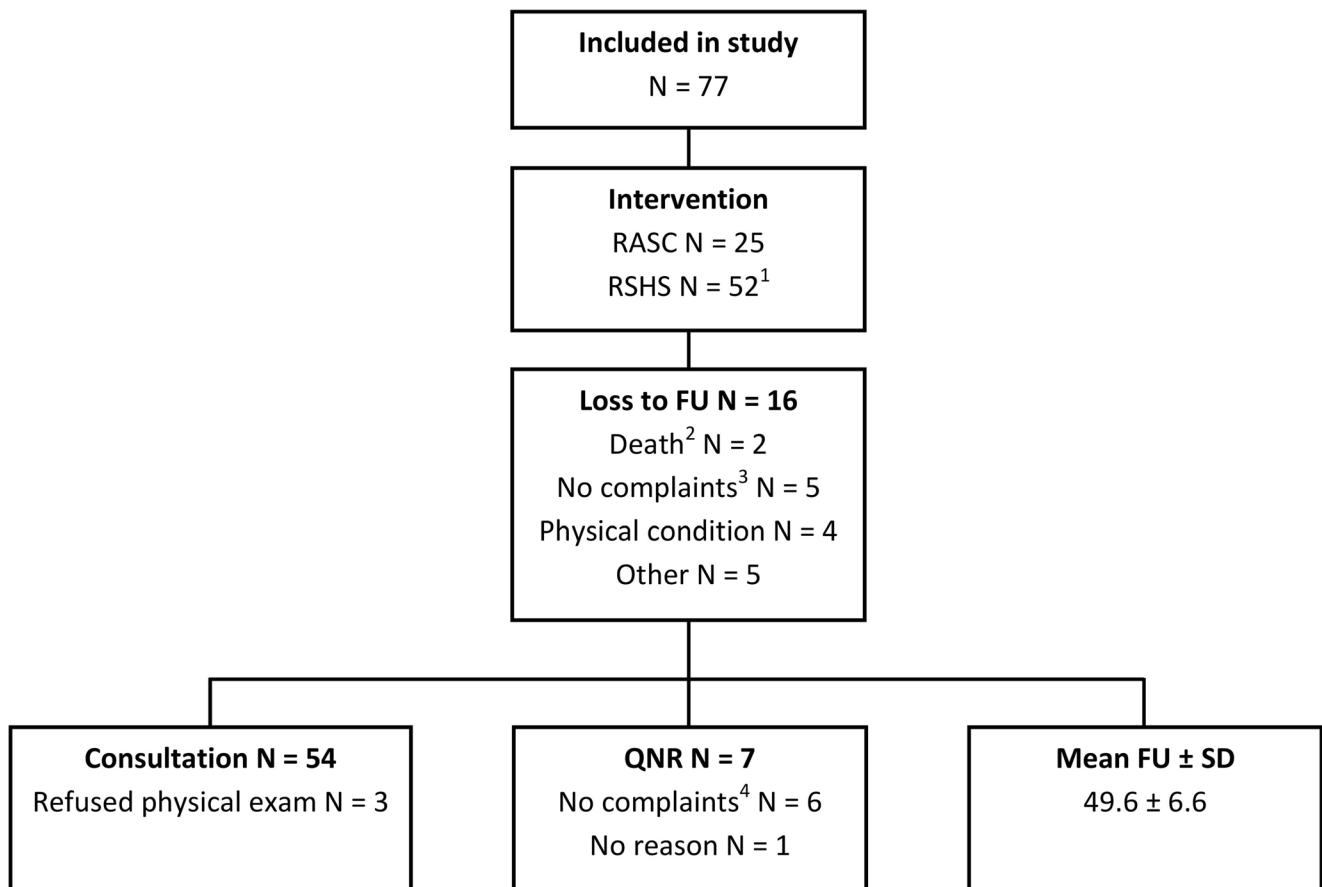 Included in study
N = 77
Intervention
RASC N = 25
RSHS N = 52¹
Loss to FU N = 16
Death² N = 2
No complaints³ N = 5
Physical condition N = 4
Other N = 5
Consultation N = 54
Refused physical exam N = 3
QNR N = 7
No complaints⁴ N = 6
No reason N = 1
Mean FU ± SD
49.6 ± 6.6